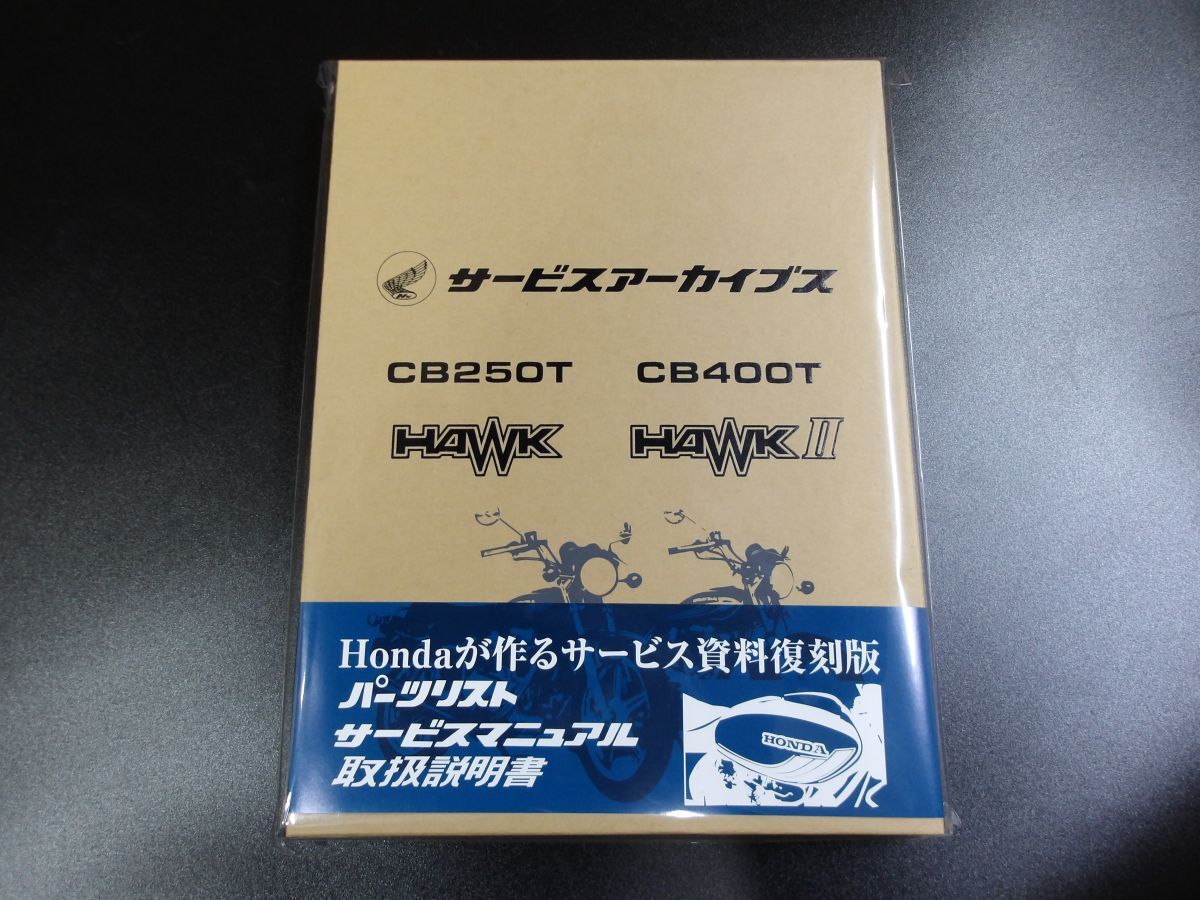 サービスアーカイブス
CB250T CB400T
HAWK HAWK II
Hondaが作るサービス資料復刻版
パーツリスト
サービスマニュアル
取扱説明書
HONDA